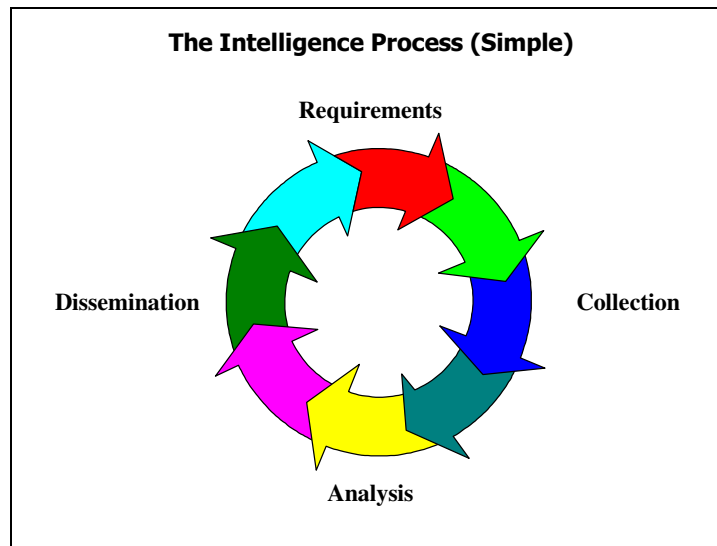 The Intelligence Process (Simple)
Requirements
Dissemination
Collection
Analysis